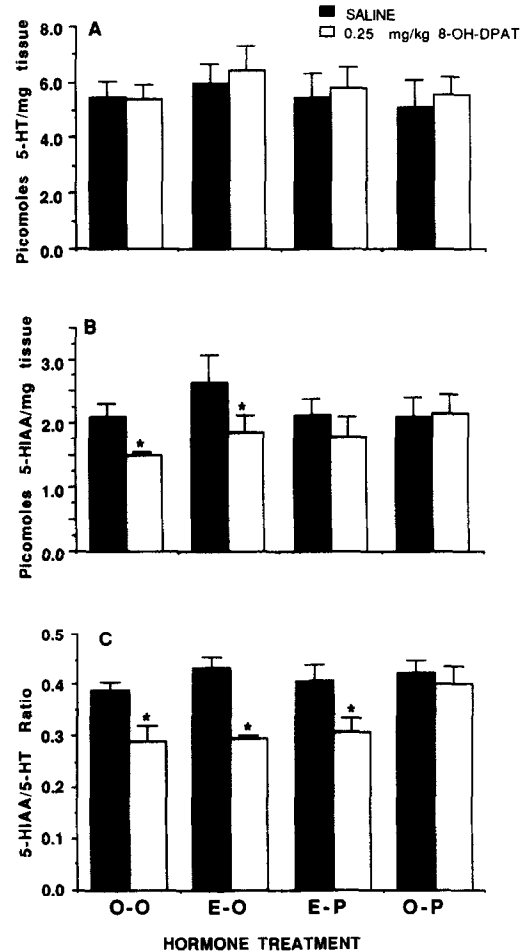 SALINE
0.25 mg/kg 8-OH-DPAT
A
Picomoles 5-HT/mg tissue
8.0
6.0
4.0
2.0
0.0
B
Picomoles 5-HIAA/mg tissue
3.0
2.0
1.0
0.0
*
*
C
5-HIAA/5-HT Ratio
0.5
0.4
0.3
0.2
0.1
0.0
*
*
*
O-O E-O E-P O-P
HORMONE TREATMENT